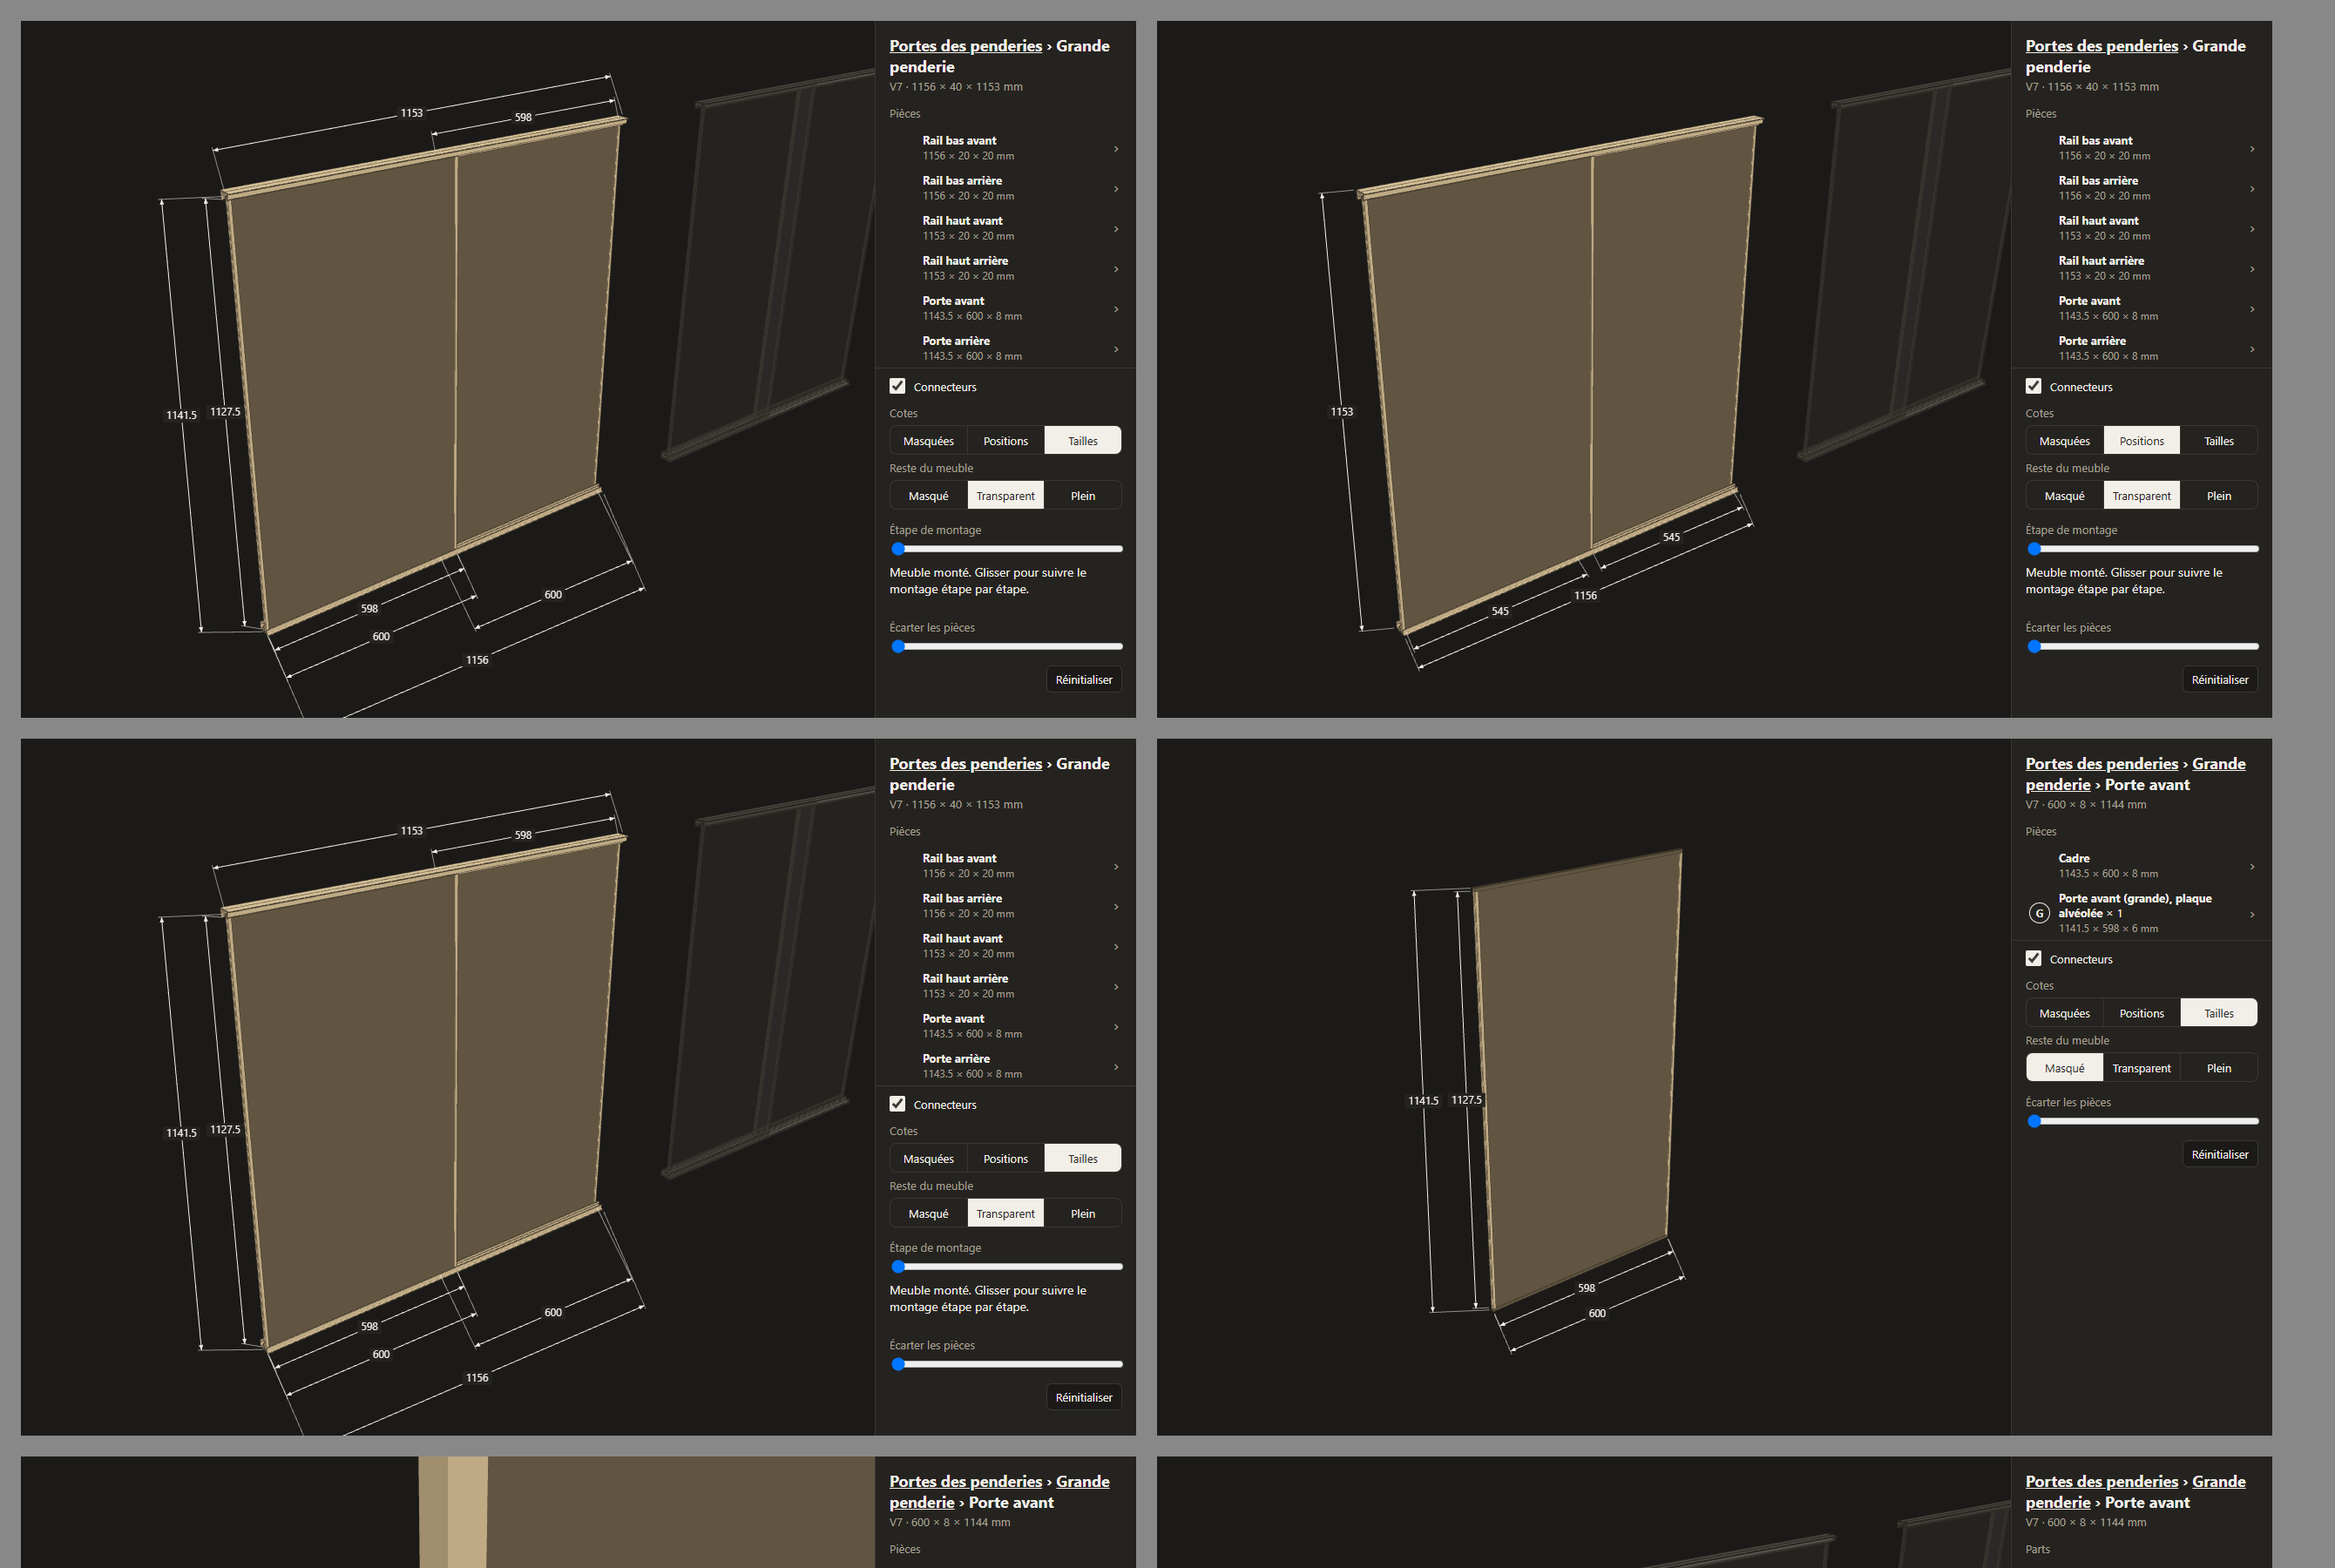 1153
598
1141.5
1127.5
598
600
600
1156
Portes des penderies › Grande
penderie
V7 · 1156 × 40 × 1153 mm
Pièces
Rail bas avant
1156 × 20 × 20 mm
›
Rail bas arrière
1156 × 20 × 20 mm
›
Rail haut avant
1153 × 20 × 20 mm
›
Rail haut arrière
1153 × 20 × 20 mm
›
Porte avant
1143.5 × 600 × 8 mm
›
Porte arrière
1143.5 × 600 × 8 mm
›
Connecteurs
Cotes
Masquées Positions Tailles
Reste du meuble
Masqué Transparent Plein
Étape de montage
Meuble monté. Glisser pour suivre le
montage étape par étape.
Écarter les pièces
Réinitialiser
1153
545
1156
545
Portes des penderies › Grande
penderie
V7 · 1156 × 40 × 1153 mm
Pièces
Rail bas avant
1156 × 20 × 20 mm
›
Rail bas arrière
1156 × 20 × 20 mm
›
Rail haut avant
1153 × 20 × 20 mm
›
Rail haut arrière
1153 × 20 × 20 mm
›
Porte avant
1143.5 × 600 × 8 mm
›
Porte arrière
1143.5 × 600 × 8 mm
›
Connecteurs
Cotes
Masquées Positions Tailles
Reste du meuble
Masqué Transparent Plein
Étape de montage
Meuble monté. Glisser pour suivre le
montage étape par étape.
Écarter les pièces
Réinitialiser
1153
598
1141.5
1127.5
598
600
600
1156
Portes des penderies › Grande
penderie
V7 · 1156 × 40 × 1153 mm
Pièces
Rail bas avant
1156 × 20 × 20 mm
›
Rail bas arrière
1156 × 20 × 20 mm
›
Rail haut avant
1153 × 20 × 20 mm
›
Rail haut arrière
1153 × 20 × 20 mm
›
Porte avant
1143.5 × 600 × 8 mm
›
Porte arrière
1143.5 × 600 × 8 mm
›
Connecteurs
Cotes
Masquées Positions Tailles
Reste du meuble
Masqué Transparent Plein
Étape de montage
Meuble monté. Glisser pour suivre le
montage étape par étape.
Écarter les pièces
Réinitialiser
1141.5
1127.5
598
600
Portes des penderies › Grande
penderie › Porte avant
V7 · 600 × 8 × 1144 mm
Pièces
Cadre
1143.5 × 600 × 8 mm
›
G
Porte avant (grande), plaque
alvéolée × 1
1141.5 × 598 × 6 mm
›
Connecteurs
Cotes
Masquées Positions Tailles
Reste du meuble
Masqué Transparent Plein
Écarter les pièces
Réinitialiser
Portes des penderies › Grande
penderie › Porte avant
V7 · 600 × 8 × 1144 mm
Pièces
Portes des penderies › Grande
penderie › Porte avant
V7 · 600 × 8 × 1144 mm
Parts